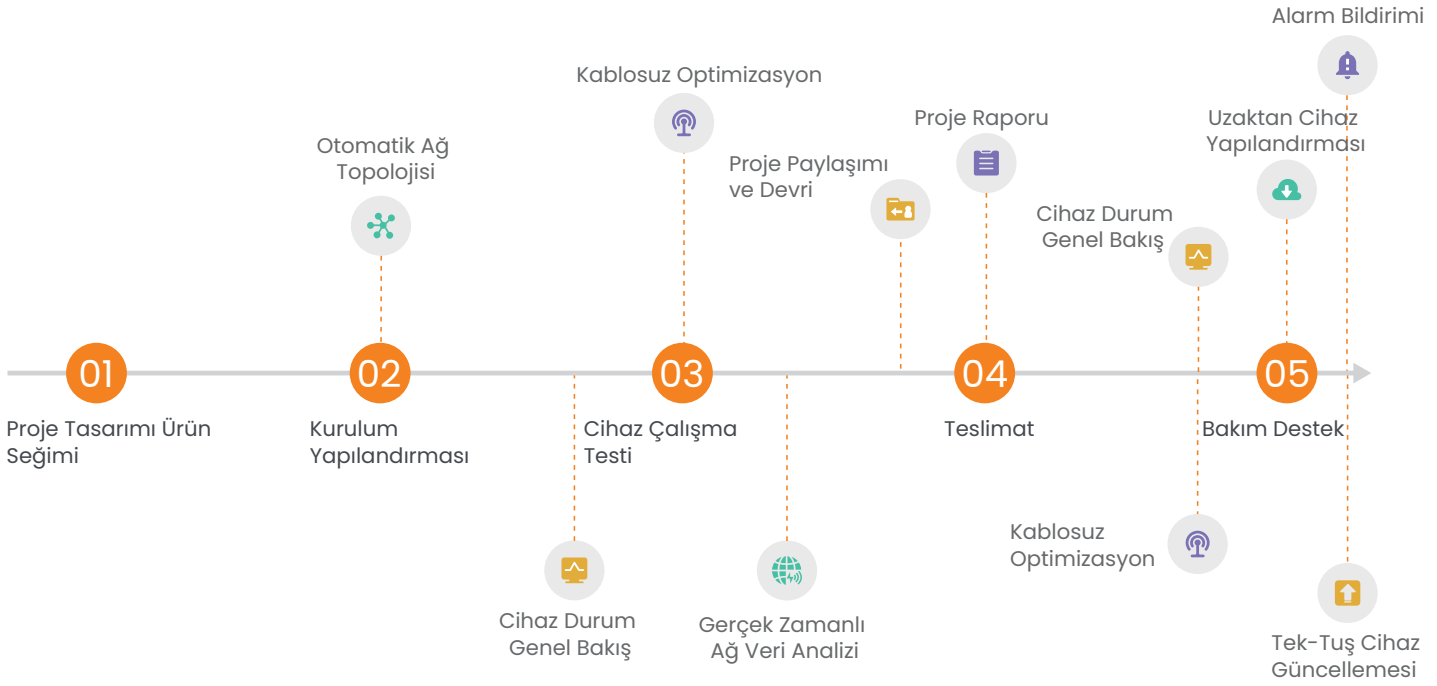 Alarm Bildirimi
Kablosuz Optimizasyon
Otomatik Ağ
Topolojisi
Proje Paylaşımı
ve Devri
Proje Raporu
Uzaktan Cihaz
Yapılandırması
Cihaz Durum
Genel Bakış
01
02
03
04
05
Proje Tasarımı Ürün
Seğimi
Kurulum
Yapılandırması
Cihaz Çalışma
Testi
Teslimat
Bakım Destek
Cihaz Durum
Genel Bakış
Gerçek Zamanlı
Ağ Veri Analizi
Kablosuz
Optimizasyon
Tek-Tuş Cihaz
Güncellemesi